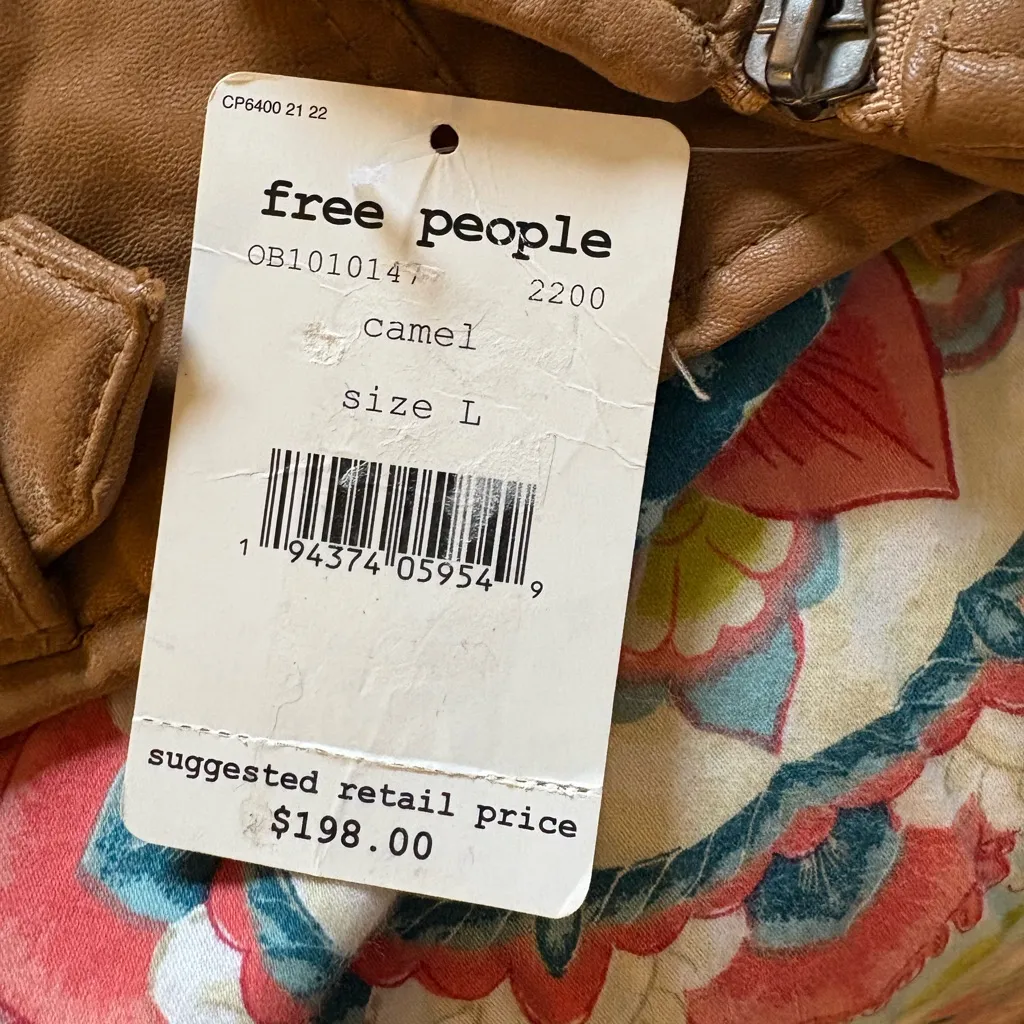 CP6400 21 22
free people
OB1010147 2200
camel
size L
1 94374 05954 9
suggested retail price
$198.00